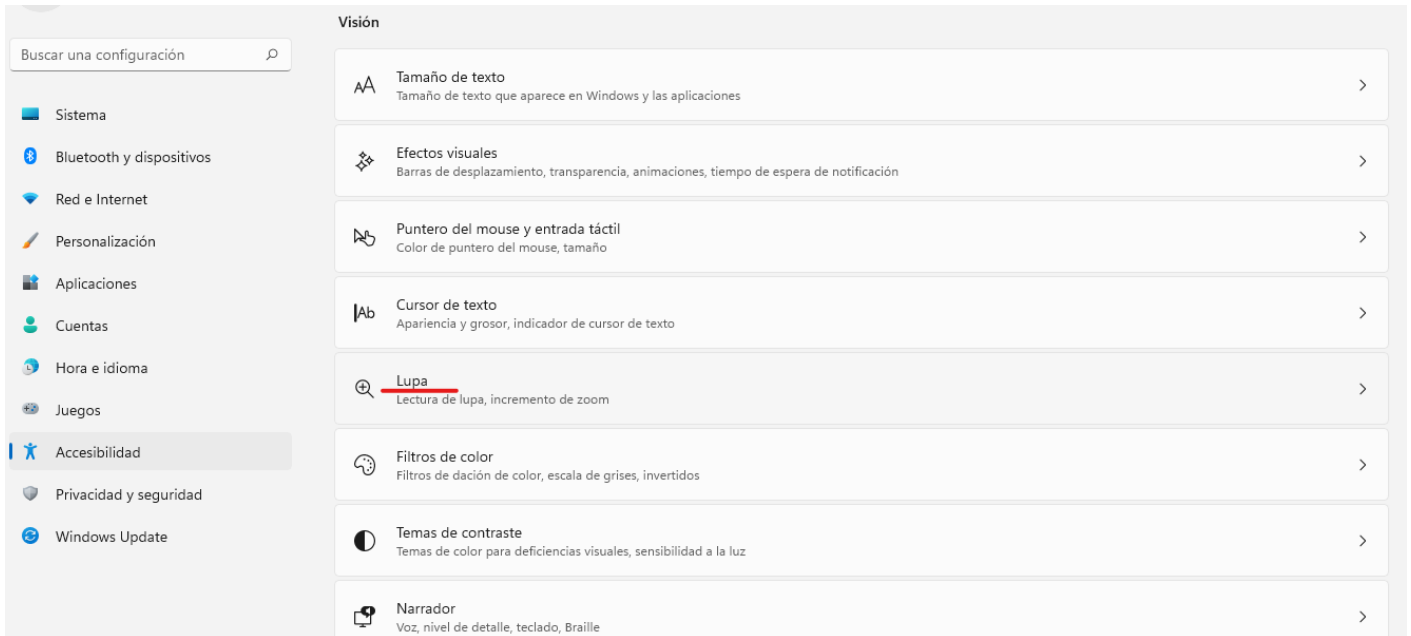 Visión
Buscar una configuración
Sistema
Bluetooth y dispositivos
Red e Internet
Personalización
Aplicaciones
Cuentas
Hora e idioma
Juegos
Accesibilidad
Privacidad y seguridad
Windows Update
Tamaño de texto
Tamaño de texto que aparece en Windows y las aplicaciones
Efectos visuales
Barras de desplazamiento, transparencia, animaciones, tiempo de espera de notificación
Puntero del mouse y entrada táctil
Color de puntero del mouse, tamaño
Ab
Cursor de texto
Apariencia y grosor, indicador de cursor de texto
Lupa
Lectura de lupa, incremento de zoom
Filtros de color
Filtros de dación de color, escala de grises, invertidos
Temas de contraste
Temas de color para deficiencias visuales, sensibilidad a la luz
Narrador
Voz, nivel de detalle, teclado, Braille